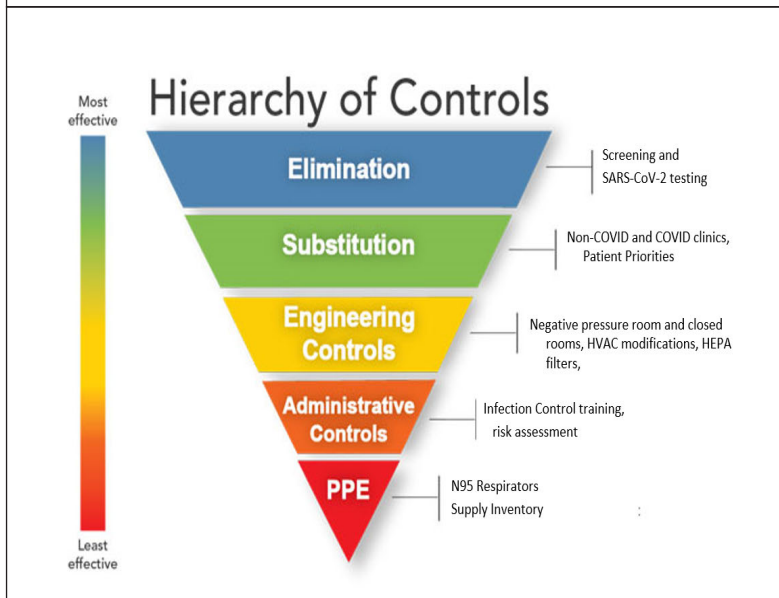 Hierarchy of Controls
Most
effective
Elimination
Screening and
SARS-CoV-2 testing
Substitution
Non-COVID and COVID clinics,
Patient Priorities
Engineering
Controls
Negative pressure room and closed
rooms, HVAC modifications, HEPA
filters,
Administrative
Controls
Infection Control training,
risk assessment
PPE
N95 Respirators
Supply Inventory
:
Least
effective